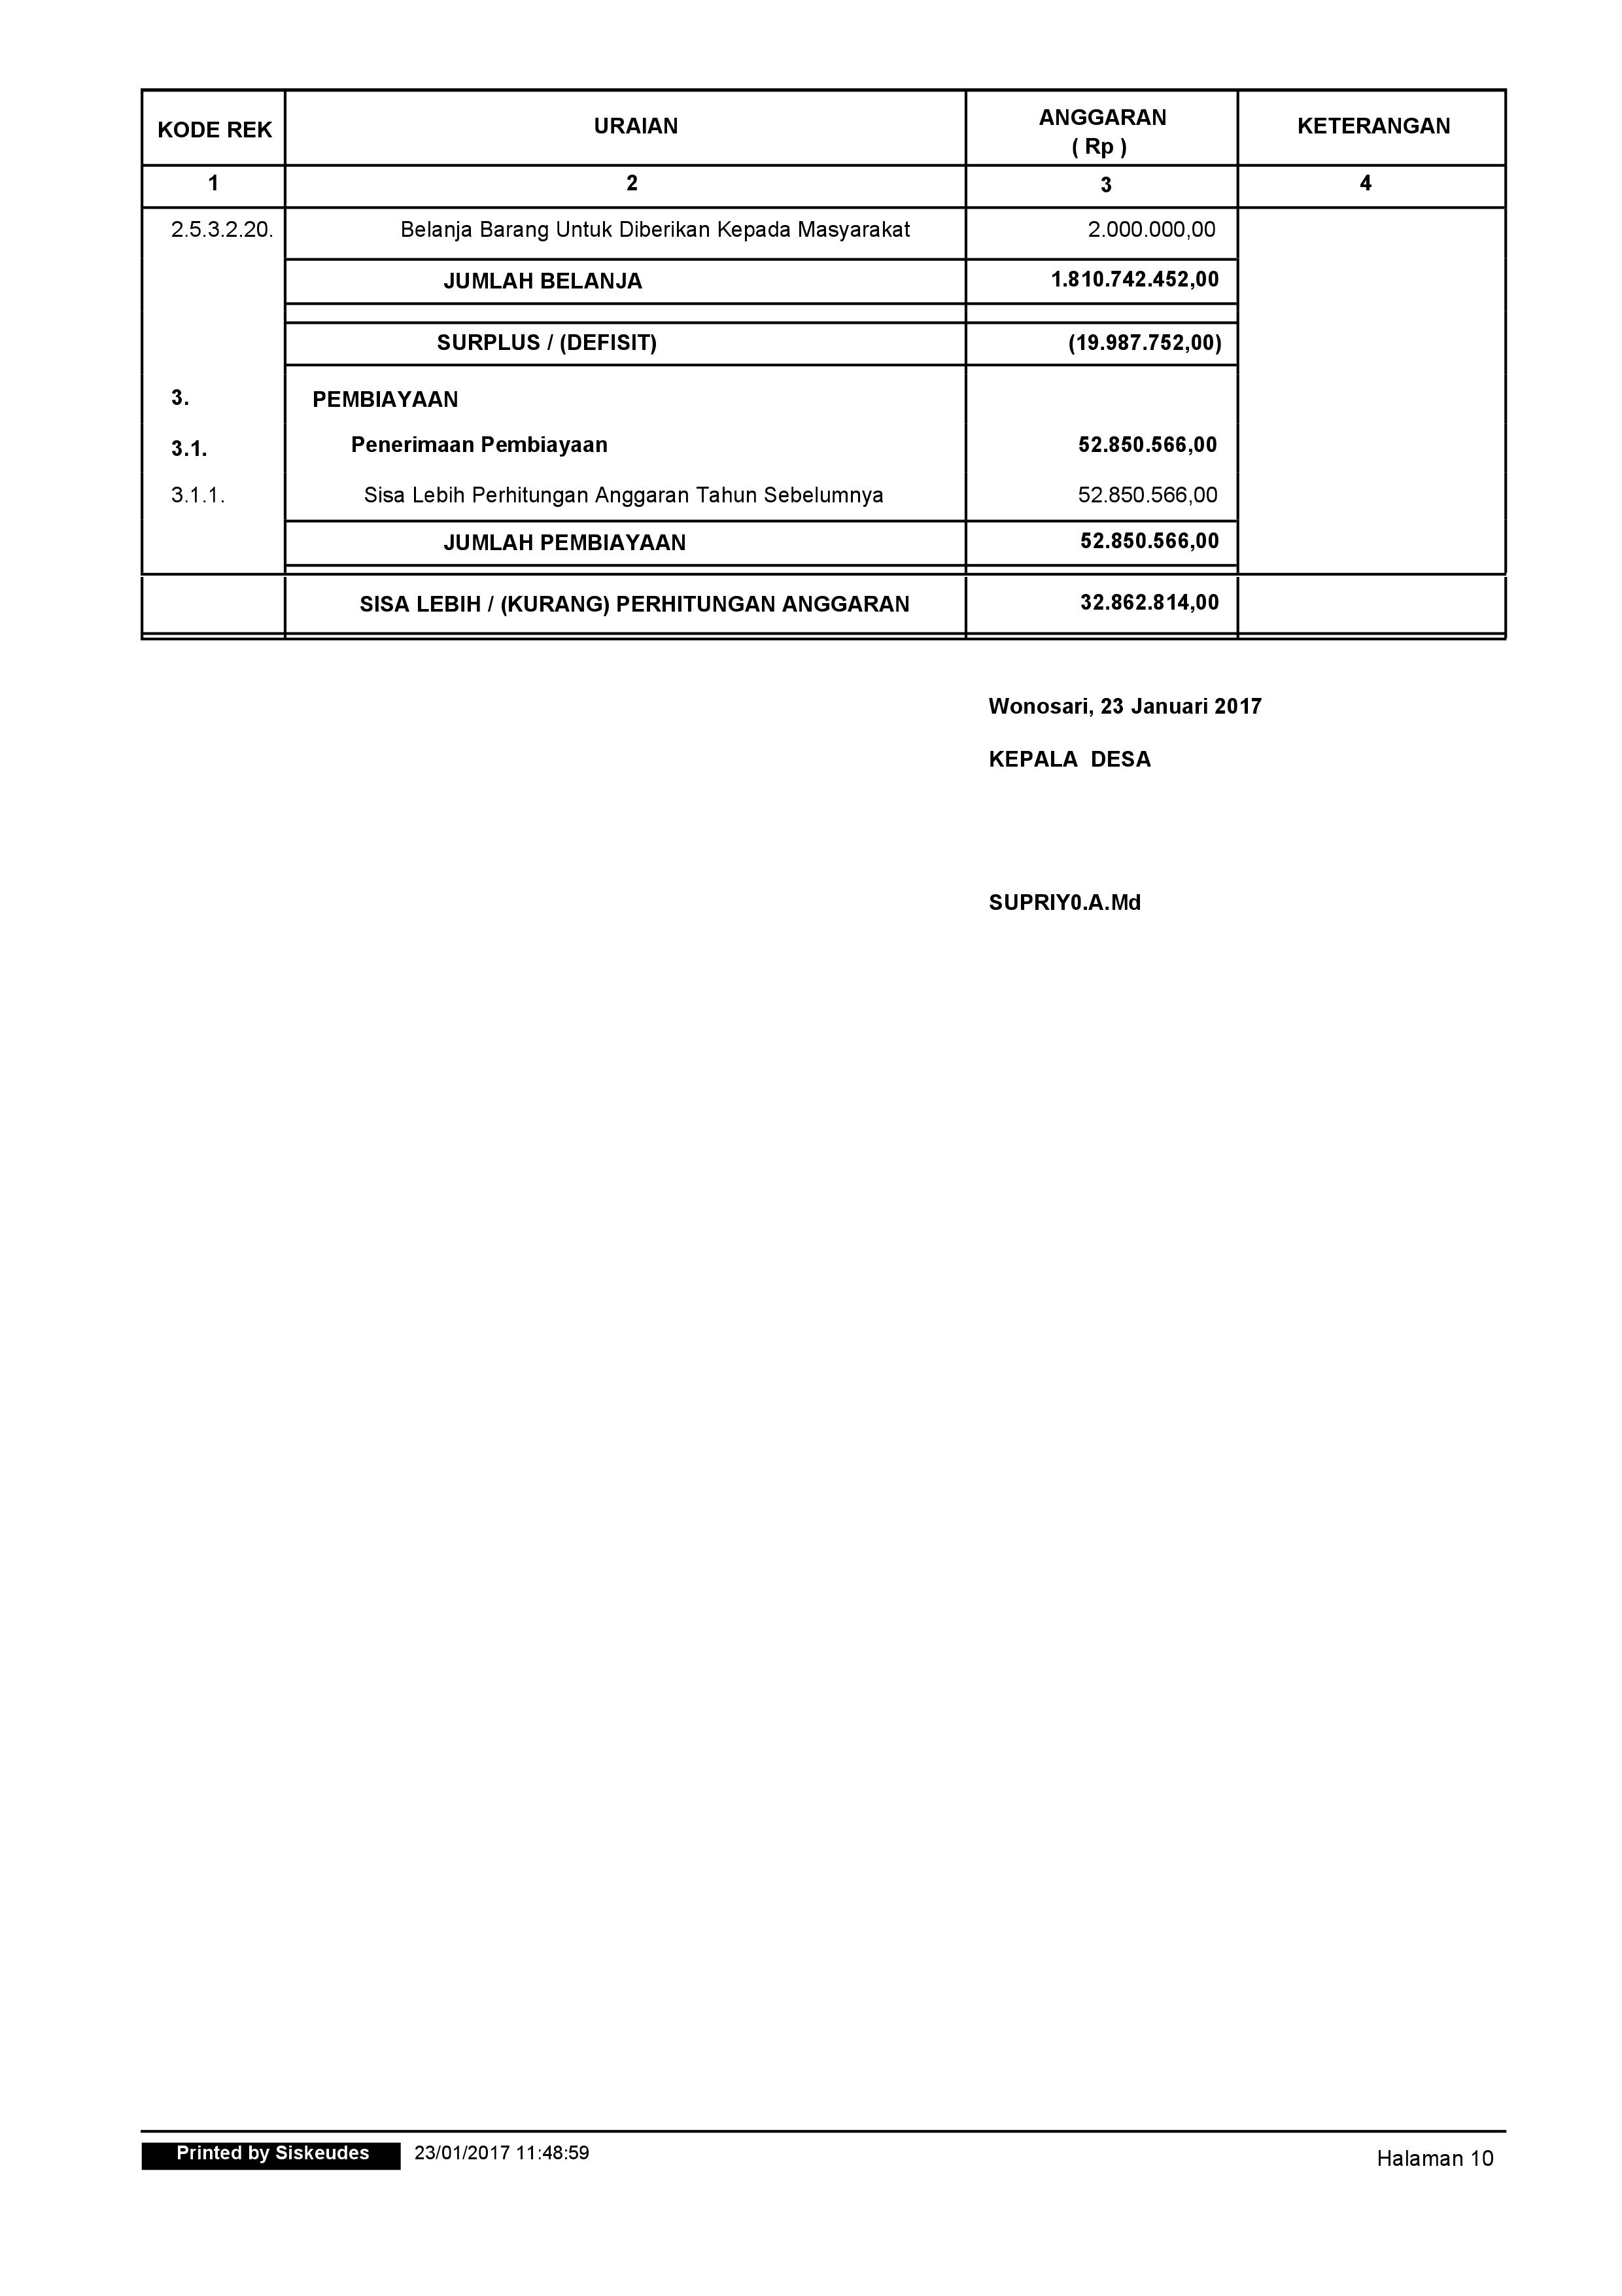 KODE REK URAIAN ANGGARAN ( Rp ) KETERANGAN
1 2 3 4
2.5.3.2.20. Belanja Barang Untuk Diberikan Kepada Masyarakat 2.000.000,00
JUMLAH BELANJA 1.810.742.452,00
SURPLUS / (DEFISIT) (19.987.752,00)
3. PEMBIAYAAN
3.1. Penerimaan Pembiayaan 52.850.566,00
3.1.1. Sisa Lebih Perhitungan Anggaran Tahun Sebelumnya 52.850.566,00
JUMLAH PEMBIAYAAN 52.850.566,00
SISA LEBIH / (KURANG) PERHITUNGAN ANGGARAN 32.862.814,00
Wonosari, 23 Januari 2017
KEPALA DESA
SUPRIY0.A.Md
Printed by Siskeudes 23/01/2017 11:48:59 Halaman 10